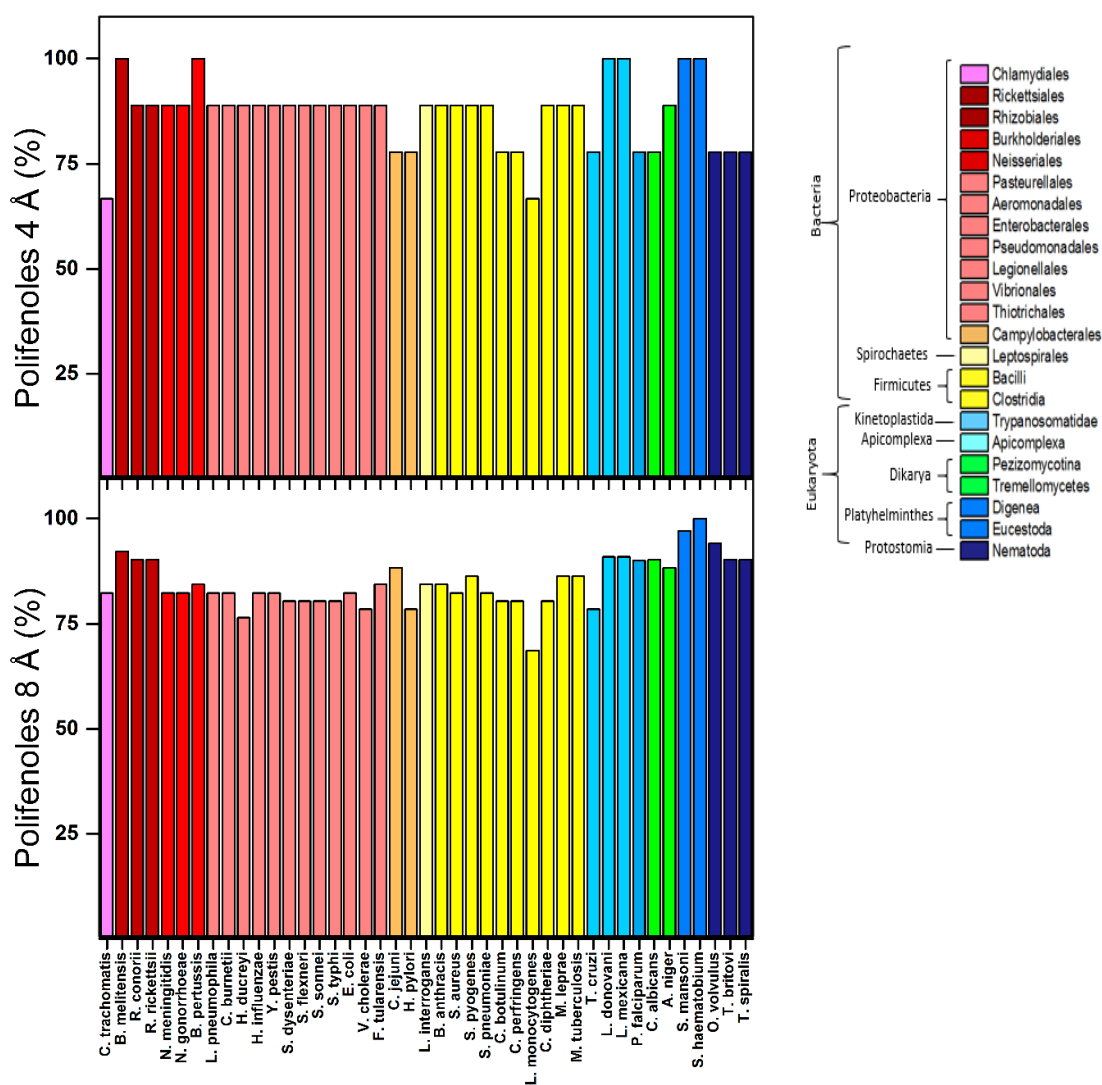 Polifenoles 4 Å (%)
100
75
50
25
Polifenoles 8 Å (%)
100
75
50
25
C. trachomatis
B. melitensis
R. conorii
R. rickettsii
N. meningitidis
N. gonorrhoeae
B. pertussis
L. pneumophila
C. burnetii
H. ducreyi
H. influenzae
Y. pestis
S. dysenteriae
S. flexneri
S. sonnei
S. typhi
E. coli
V. cholerae
F. tularensis
C. jejuni
H. pylori
L. interrogans
B. anthracis
S. aureus
S. pyogenes
S. pneumoniae
C. botulinum
C. perfringens
L. monocytogenes
C. diphtheriae
M. leprae
M. tuberculosis
T. cruzi
L. donovani
L. mexicana
P. falciparum
C. albicans
A. niger
S. mansoni
S. haematobium
O. volvulus
T. britovi
T. spiralis
Bacteria
Proteobacteria
Chlamydiales
Rickettsiales
Rhizobiales
Burkholderiales
Neisseriales
Pasteurellales
Aeromonadales
Enterobacterales
Pseudomonadales
Legionellales
Vibrionales
Thiotrichales
Campylobacterales
Spirochaetes
Leptospirales
Firmicutes
Bacilli
Clostridia
Eukaryota
Kinetoplastida
Trypanosomatidae
Apicomplexa
Apicomplexa
Dikarya
Pezizomycotina
Tremellomycetes
Platyhelminthes
Digenea
Eucestoda
Protostomia
Nematoda